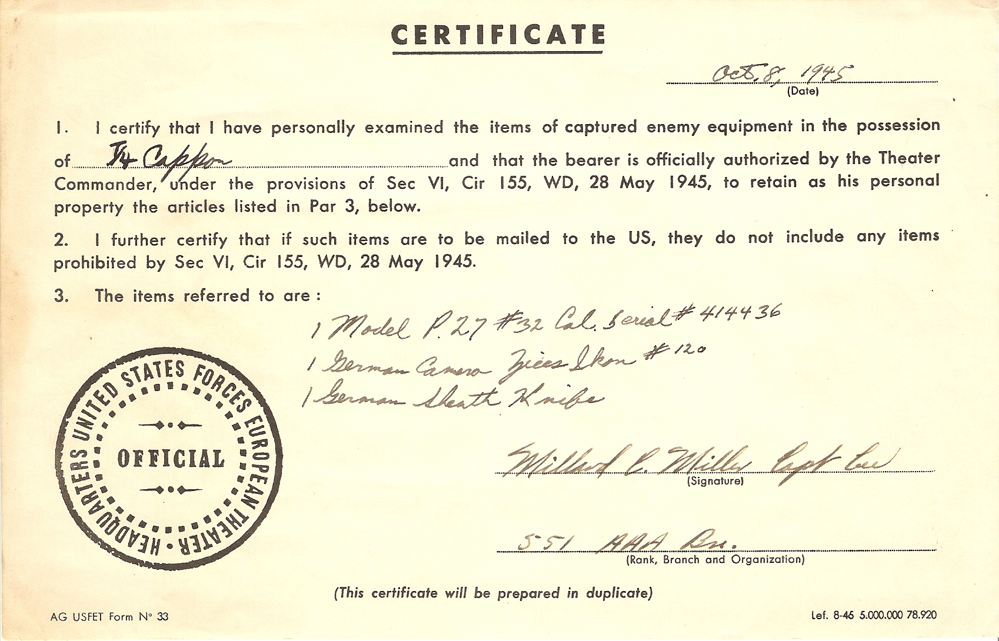 CERTIFICATE
Oct. 8, 1945
(Date)
1. I certify that I have personally examined the items of captured enemy equipment in the possession
of T/4 Cappon and that the bearer is officially authorized by the Theater
Commander, under the provisions of Sec VI, Cir 155, WD, 28 May 1945, to retain as his personal
property the articles listed in Par 3, below.
2. I further certify that if such items are to be mailed to the US, they do not include any items
prohibited by Sec VI, Cir 155, WD, 28 May 1945.
3. The items referred to are :
1 Model P. 27 #32 Cal. Serial # 414436
1 German Camera Zices Ikon # 120
1 German Sheath Knife
HEADQUARTERS UNITED STATES FORCES EUROPEAN THEATER •
OFFICIAL
Millard C. Miller Capt
(Signature)
551 AAA Bn.
(Rank, Branch and Organization)
(This certificate will be prepared in duplicate)
AG USFET Form N° 33
Lef. 8-45 5.000.000 78.920